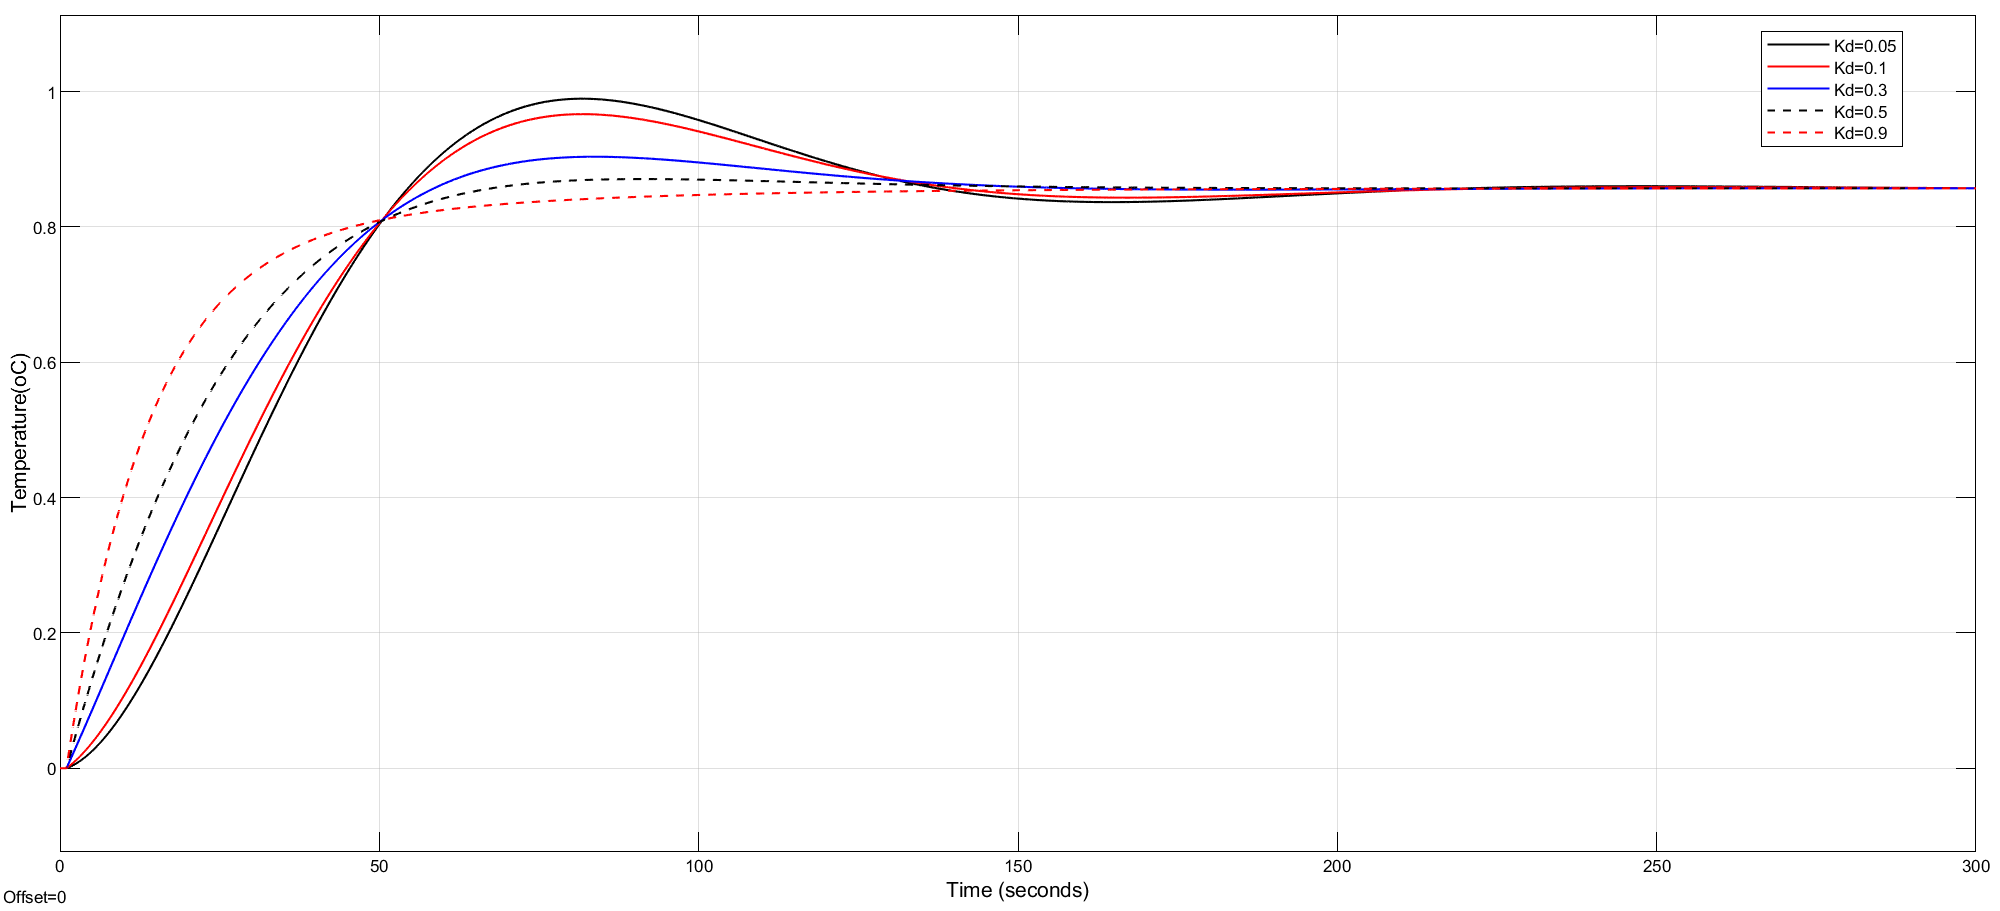 Kd=0.05
Kd=0.1
Kd=0.3
Kd=0.5
Kd=0.9
Temperature(oC)
1
0.8
0.6
0.4
0.2
0
0 50 100 150 200 250 300
Time (seconds)
Offset=0